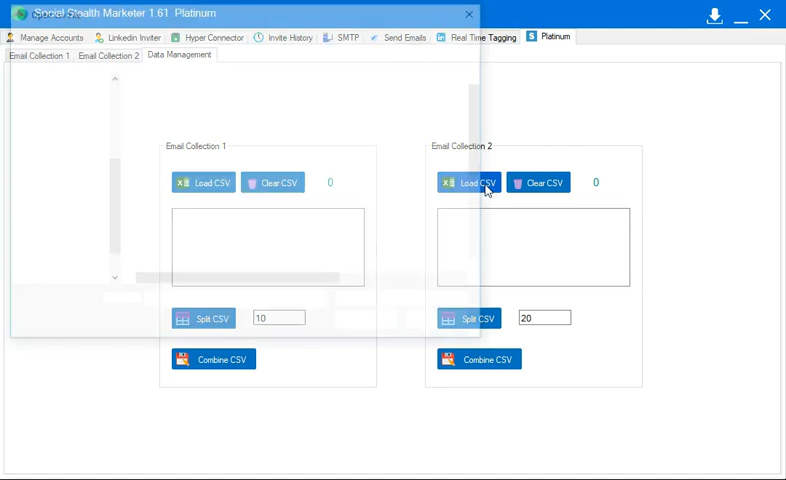 Social Stealth Marketer 1.61 Platinum
Manage Accounts Linkedin Inviter Hyper Connector Invite History SMTP Send Emails Real Time Tagging S Platinum
Email Collection 1 Email Collection 2 Data Management
Email Collection 1 Email Collection 2
Load CSV Clear CSV 0 Load CSV Clear CSV 0
Split CSV 10 Split CSV 20
Combine CSV Combine CSV